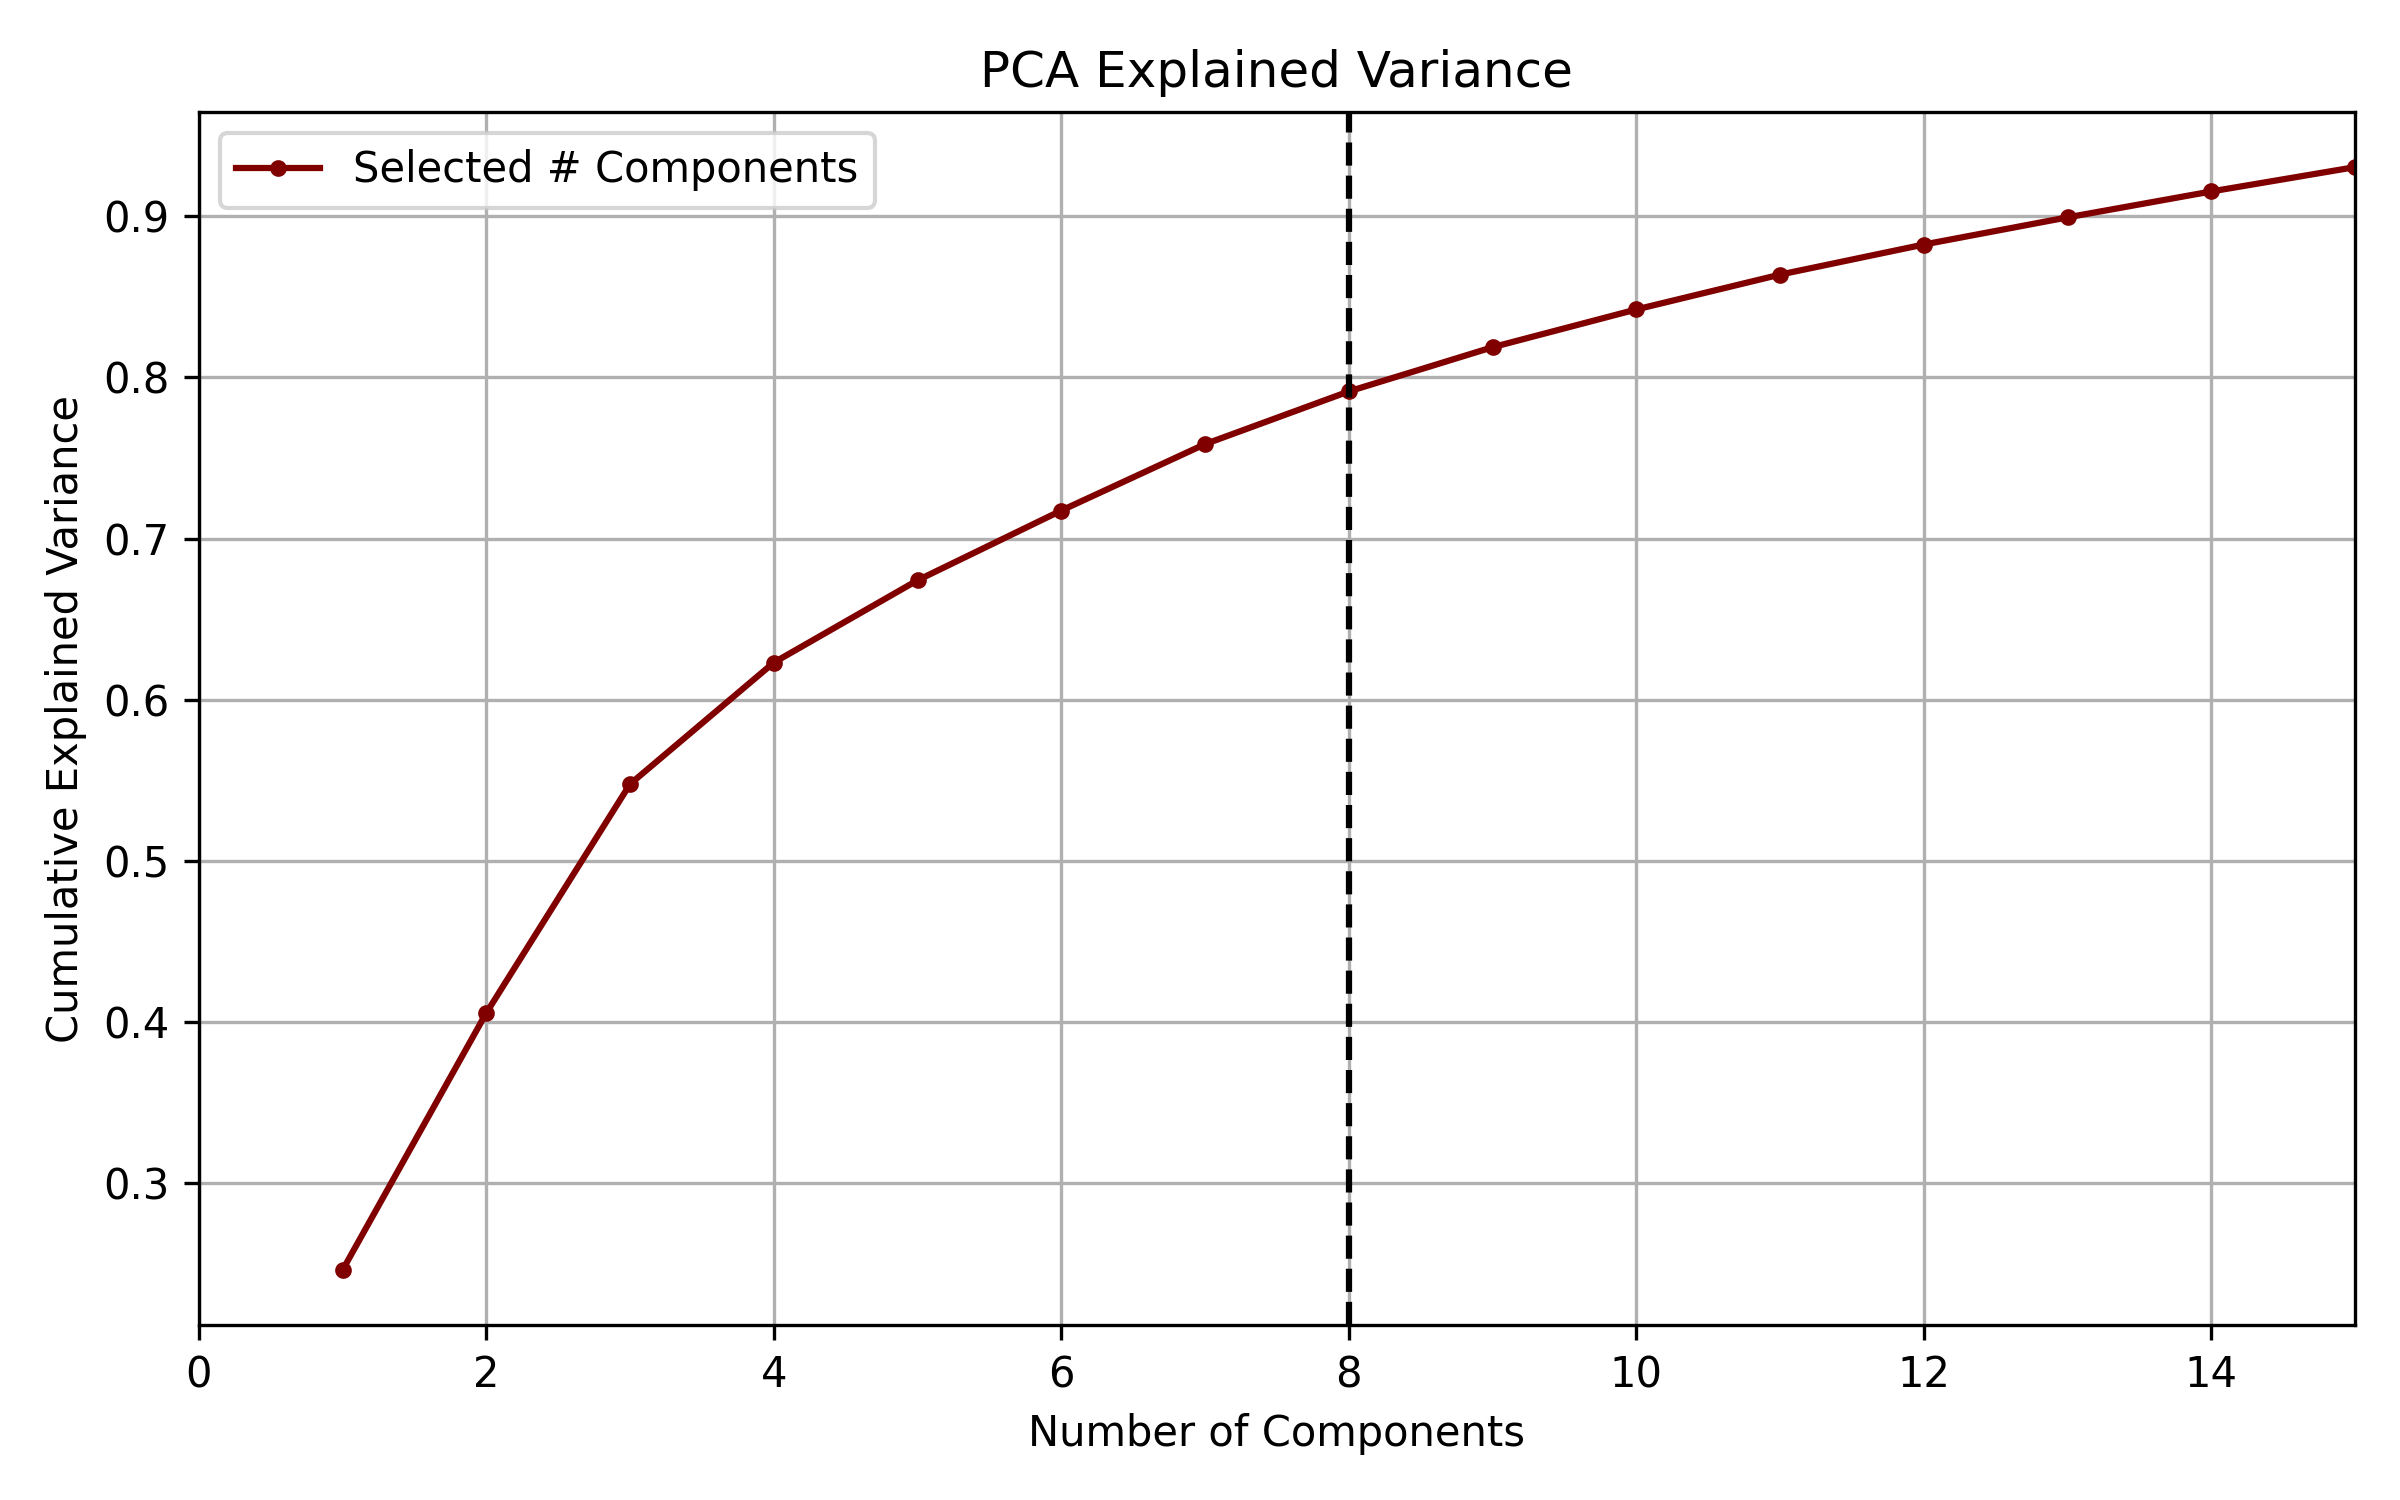 PCA Explained Variance
Selected # Components
Cumulative Explained Variance
0.9
0.8
0.7
0.6
0.5
0.4
0.3
0 2 4 6 8 10 12 14
Number of Components